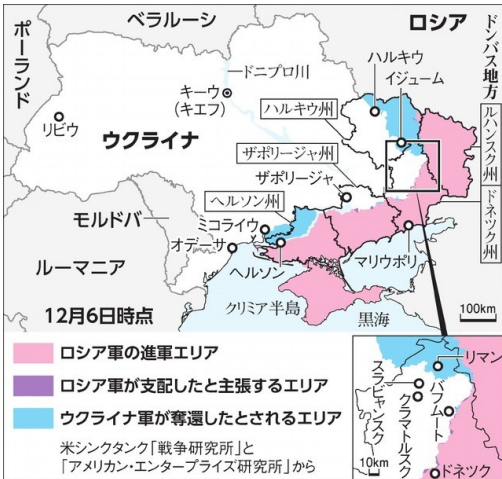 ベラルーシ
ロシア
ポーランド
ドンバス地方
ドニプロ川
キーウ
(キエフ)
リビウ
ウクライナ
ハルキウ
イジューム
ハルキウ州
ルハンスク州
ザポリージャ州
ザポリージャ
ドネツク州
ヘルソン州
モルドバ
ミコライウ
オデーサ
ルーマニア
ヘルソン
マリウポリ
クリミア半島
黒海
12月6日時点
100km
ロシア軍の進軍エリア
ロシア軍が支配したと主張するエリア
ウクライナ軍が奪還したとされるエリア
米シンクタンク「戦争研究所」と
「アメリカン・エンタープライズ研究所」から
リマン
スラビャンスク
クラマトルスク
バフムート
10km
ドネツク